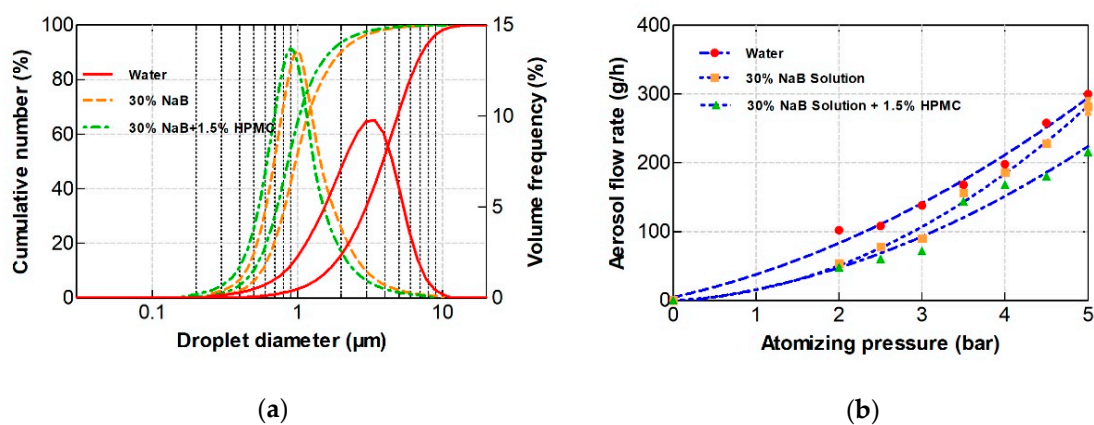 100
80
60
40
20
0
Cumulative number (%)
Water
30% NaB
30% NaB+1.5% HPMC
15
10
5
0
Volume frequency (%)
0.1
1
10
Droplet diameter (µm)
(a)
400
300
200
100
0
Aerosol flow rate (g/h)
Water
30% NaB Solution
30% NaB Solution + 1.5% HPMC
0
1
2
3
4
5
Atomizing pressure (bar)
(b)